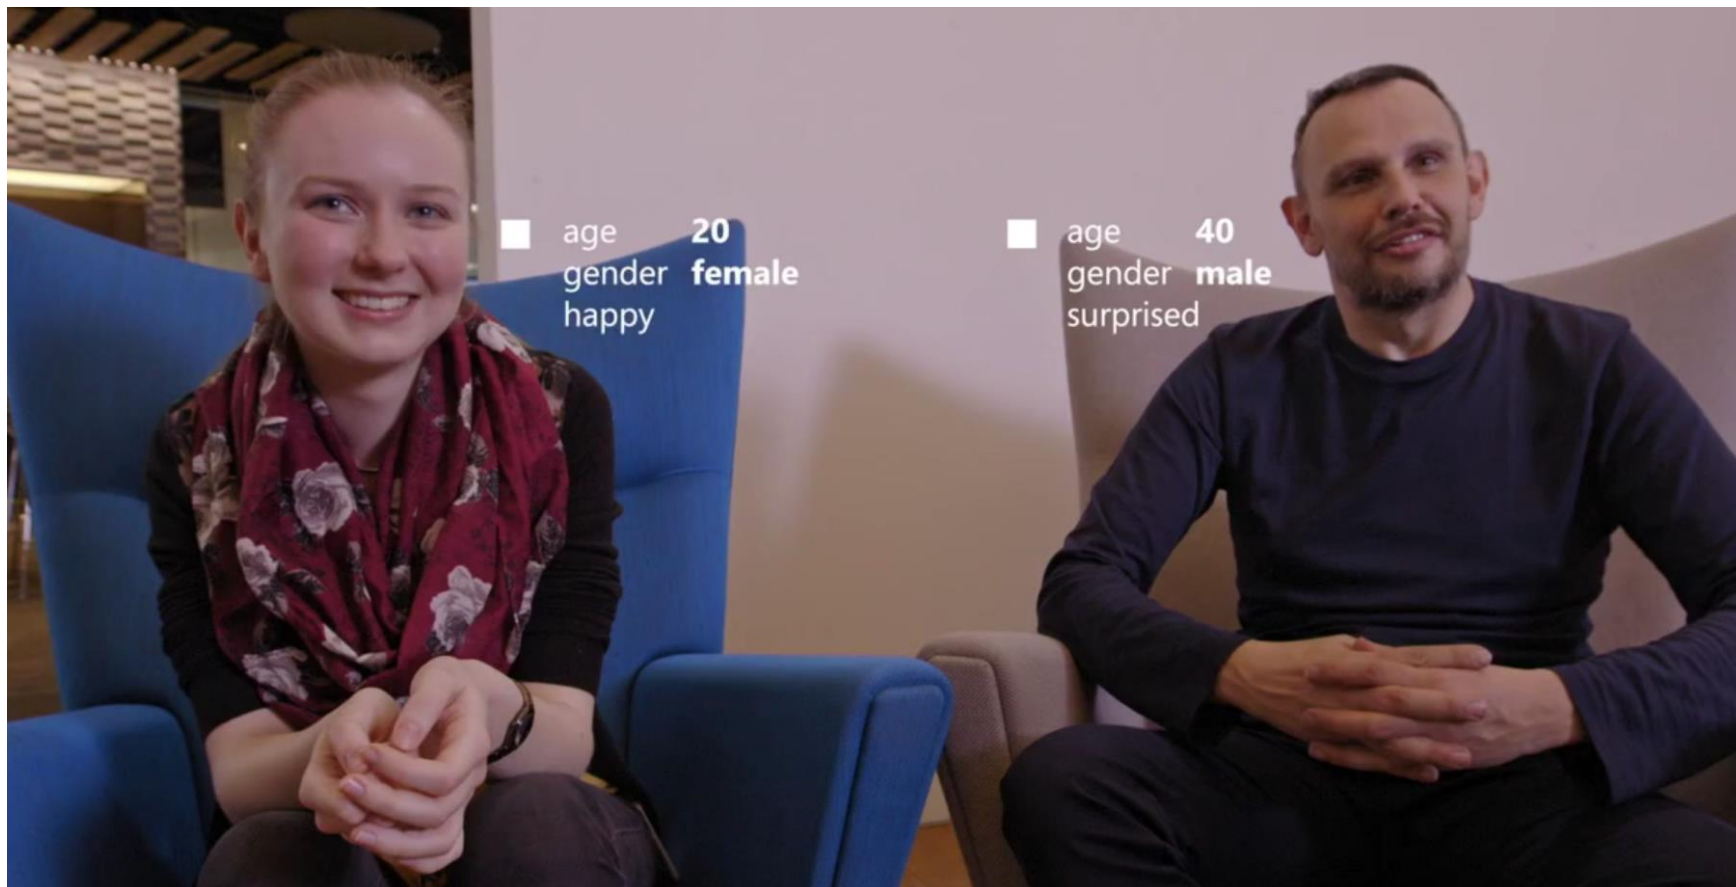 age 20
gender female
happy
age 40
gender male
surprised